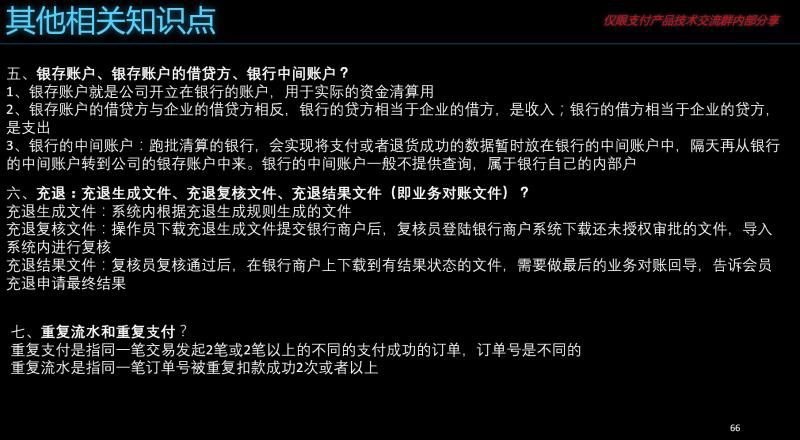 其他相关知识点
仅限支付产品技术交流群内部分享
五、银存账户、银存账户的借贷方、银行中间账户？
1、银存账户就是公司开立在银行的账户，用于实际的资金清算用
2、银存账户的借贷方与企业的借贷方相反，银行的贷方相当于企业的借方，是收入；银行的借方相当于企业的贷方，
是支出
3、银行的中间账户：跑批清算的银行，会实现将支付或者退货成功的数据暂时放在银行的中间账户中，隔天再从银行
的中间账户转到公司的银存账户中来。银行的中间账户一般不提供查询，属于银行自己的内部户
六、充退：充退生成文件、充退复核文件、充退结果文件（即业务对账文件）？
充退生成文件：系统内根据充退生成规则生成的文件
充退复核文件：操作员下载充退生成文件提交银行商户后，复核员登陆银行商户系统下载还未授权审批的文件，导入
系统内进行复核
充退结果文件：复核员复核通过后，在银行商户上下载到有结果状态的文件，需要做最后的业务对账回导，告诉会员
充退申请最终结果
七、重复流水和重复支付？
重复支付是指同一笔交易发起2笔或2笔以上的不同的支付成功的订单，订单号是不同的
重复流水是指同一笔订单号被重复扣款成功2次或者以上
66